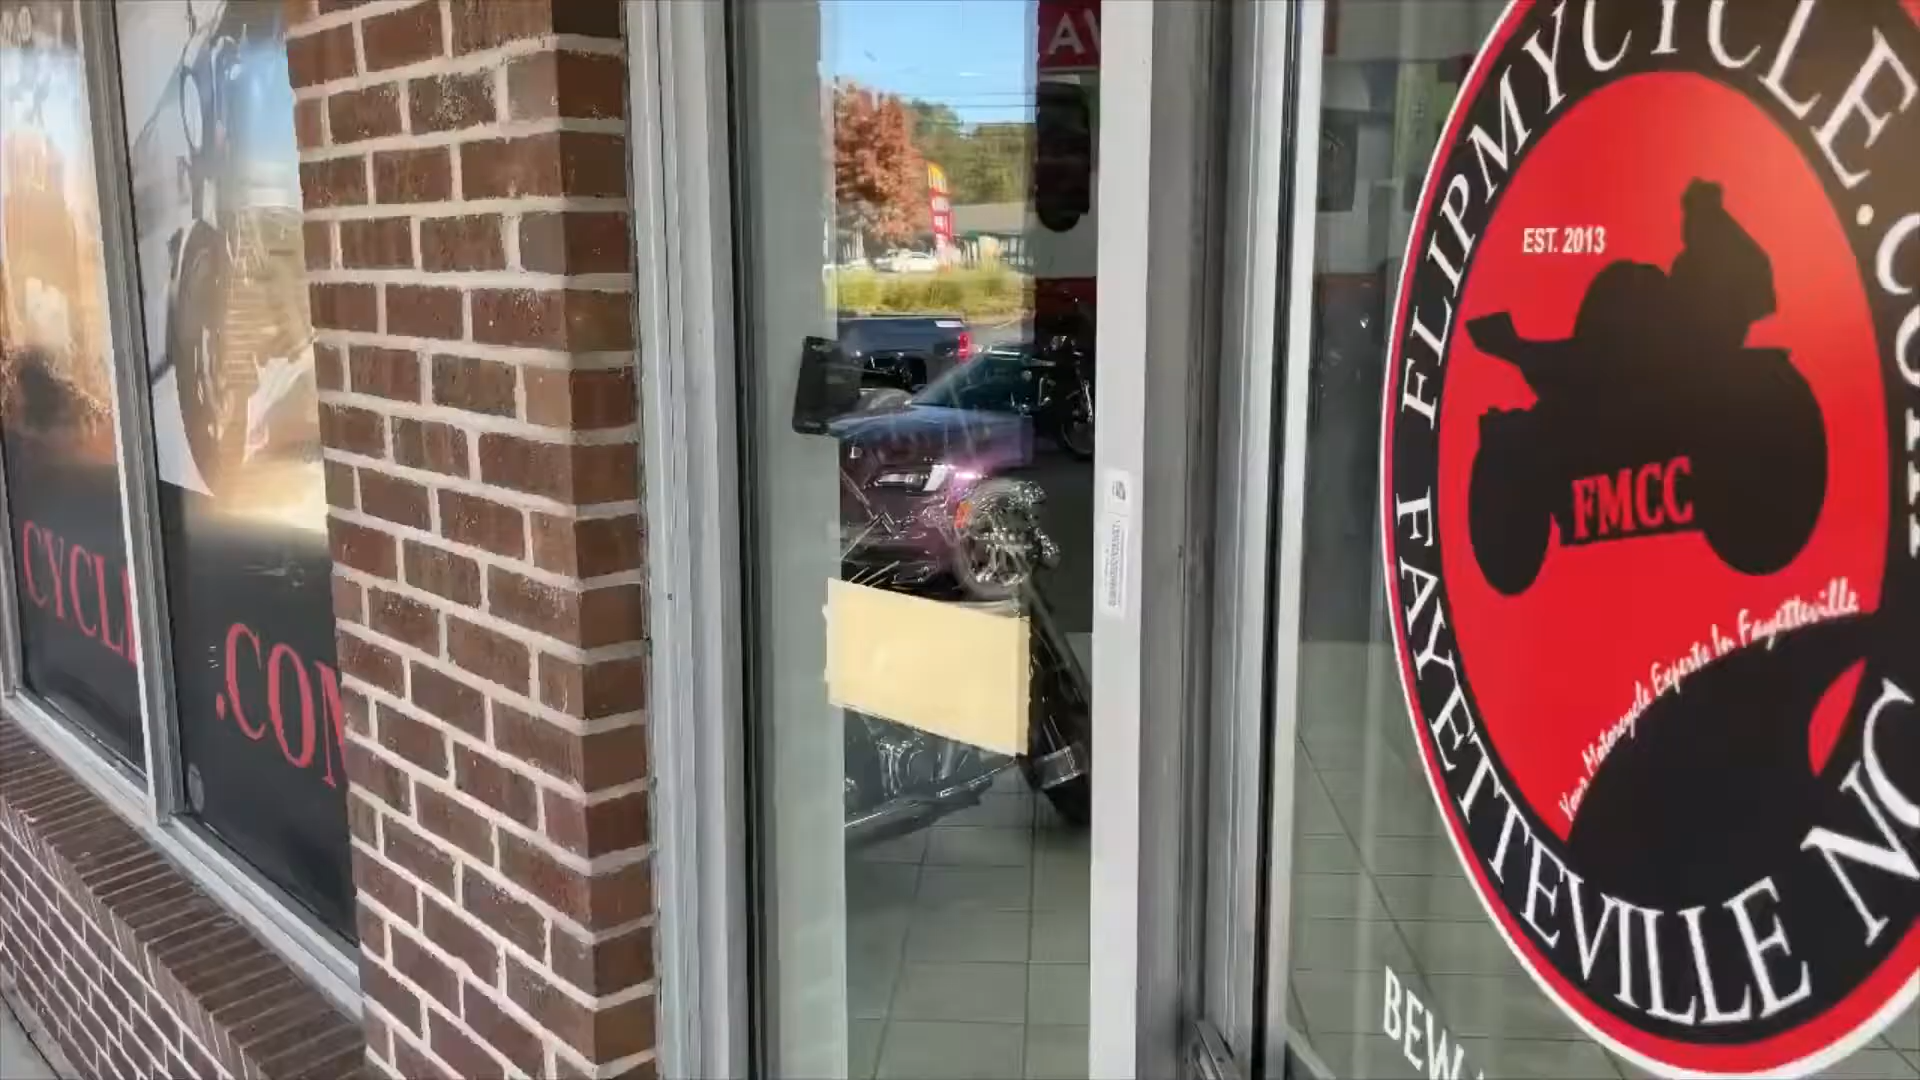 CYCL
.COM
FLIPMYCYCLE.COM
EST. 2013
FMCC
Your Motorcycle Experts In Fayetteville
FAYETTEVILLE NC
BEW